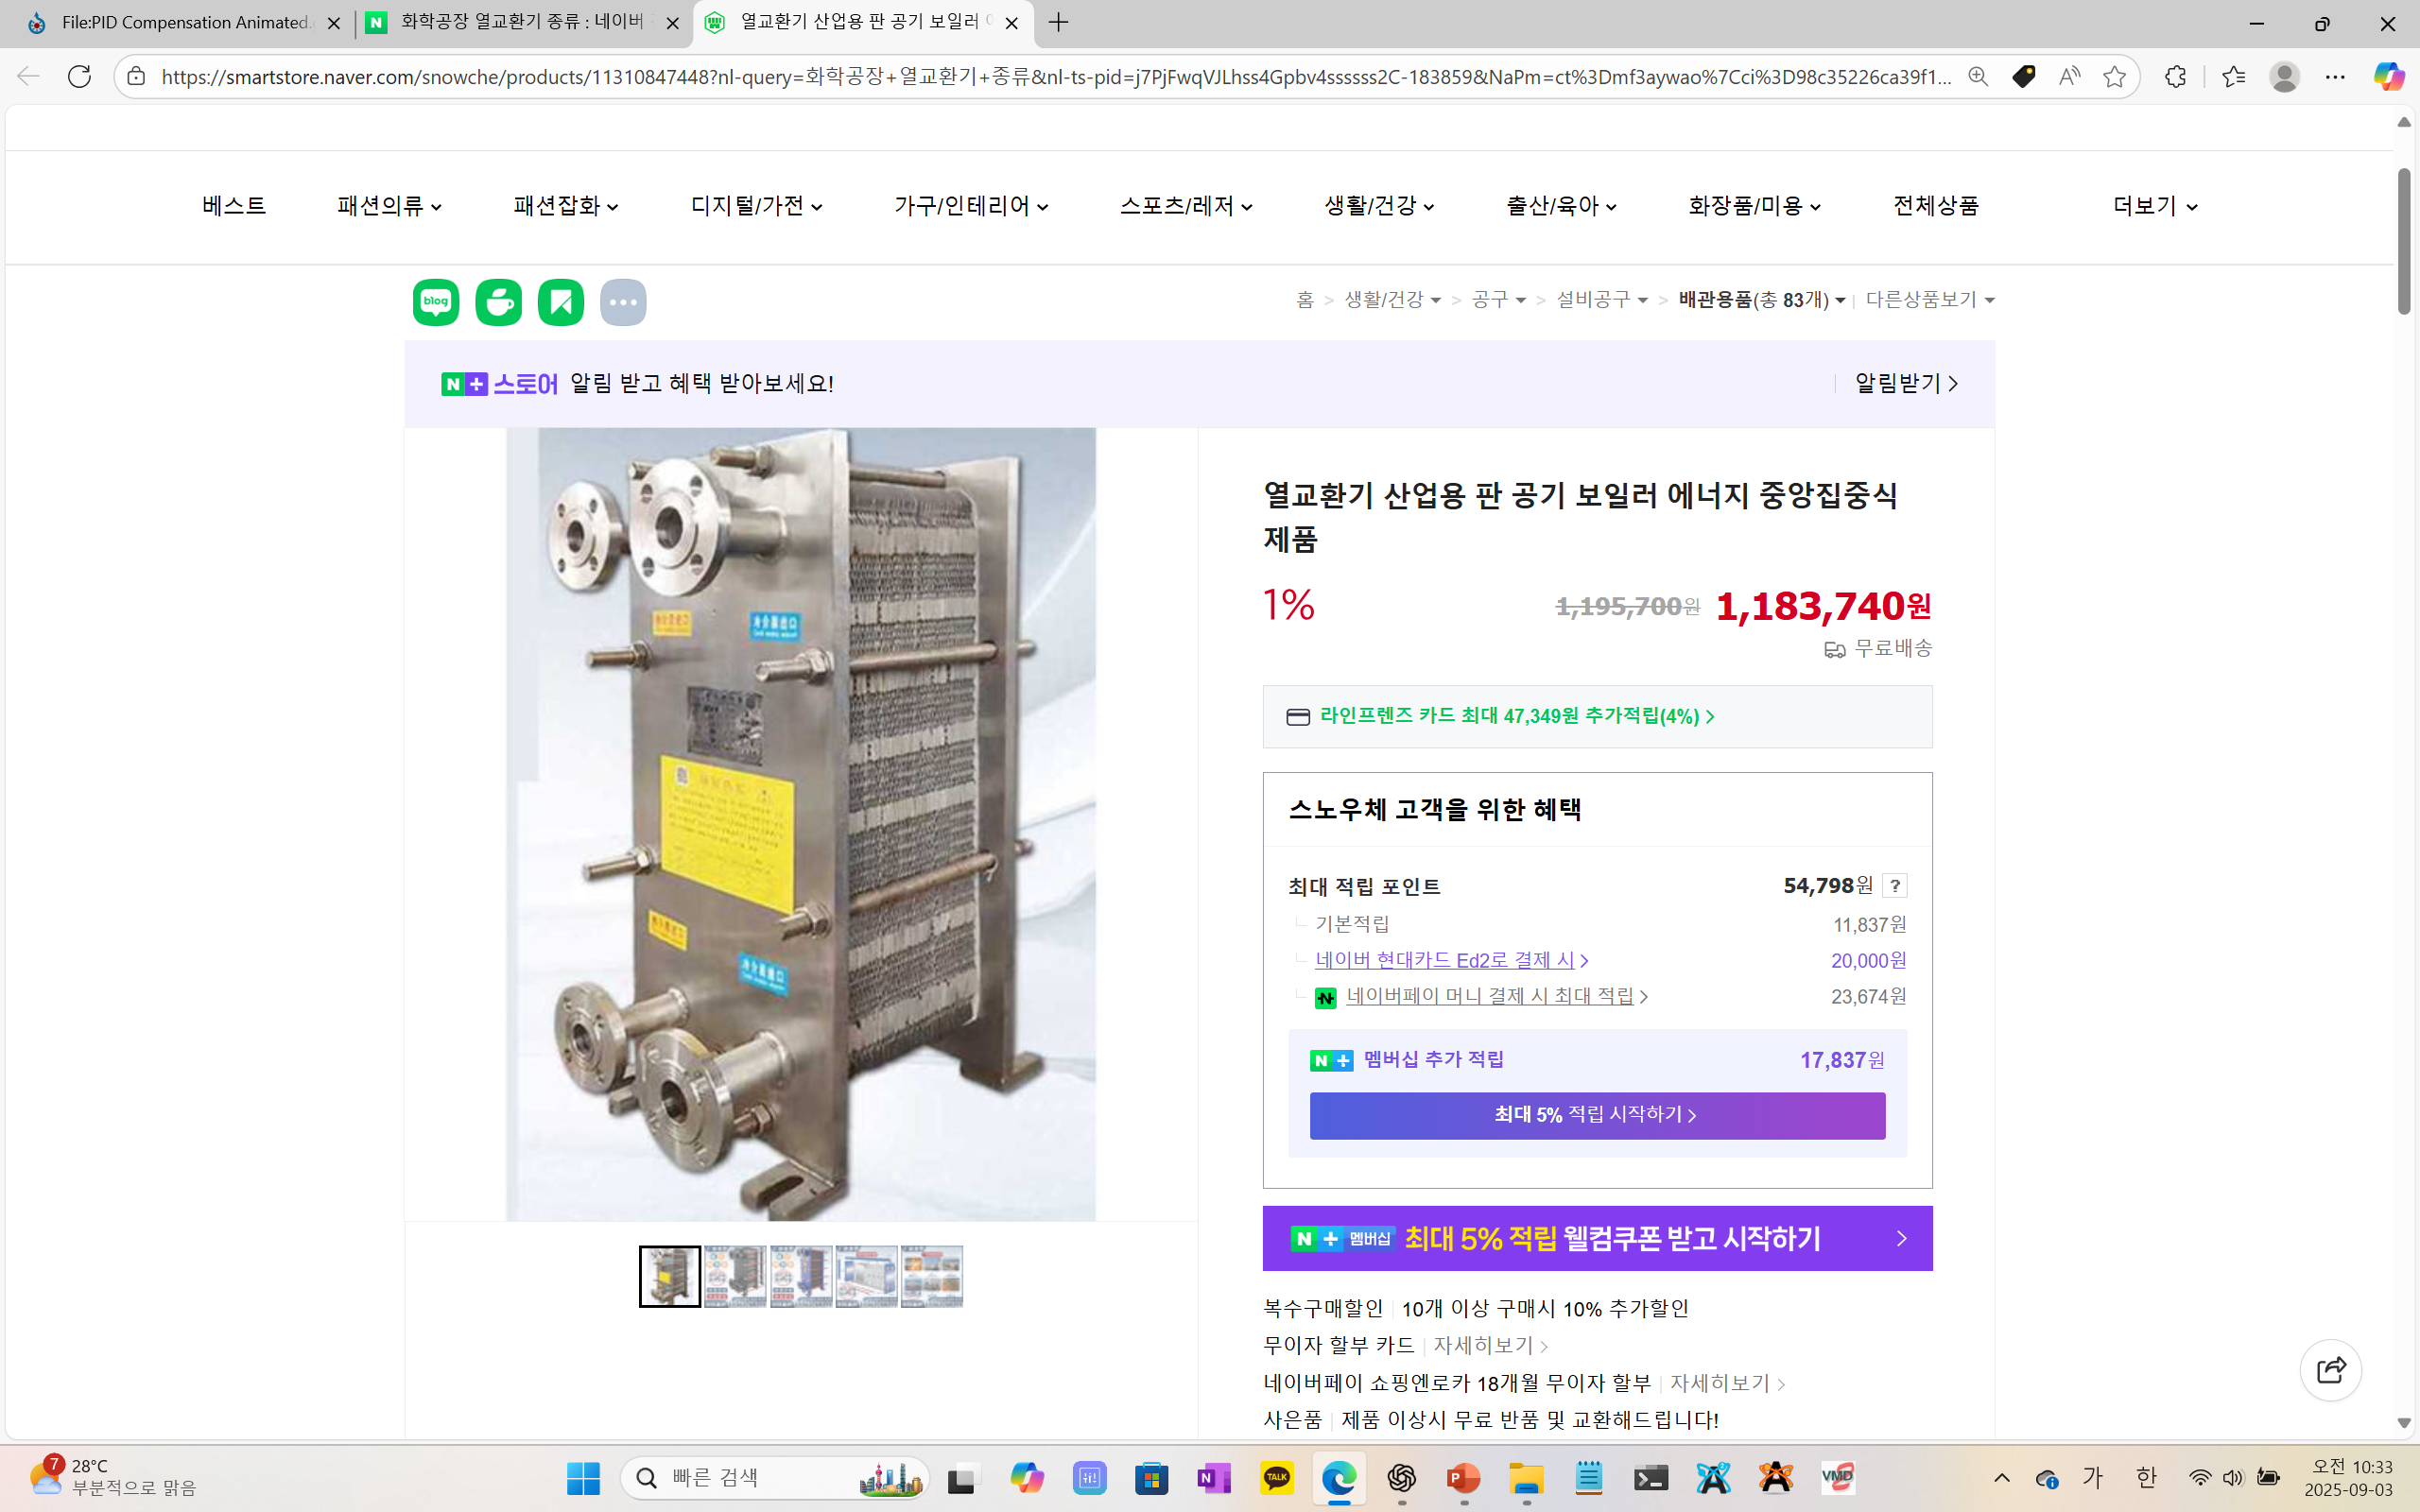 File:PID Compensation Animated.
화학공장 열교환기 종류 : 네이버
열교환기 산업용 판 공기 보일러
https://smartstore.naver.com/snowche/products/11310847448?nl-query=화학공장+열교환기+종류&nl-ts-pid=j7PjFwqVJLhss4Gpbv4ssssss2C-183859&NaPm=ct%3Dmf3aywao%7Cci%3D98c35226ca39f1...
베스트 패션의류 패션잡화 디지털/가전 가구/인테리어 스포츠/레저 생활/건강 출산/육아 화장품/미용 전체상품 더보기
blog
홈 > 생활/건강 > 공구 > 설비공구 > 배관용품(총 83개) 다른상품보기
N+ 스토어 알림 받고 혜택 받아보세요! 알림받기 >
열교환기 산업용 판 공기 보일러 에너지 중앙집중식
제품
1% 1,195,700원 1,183,740원
무료배송
라인프렌즈 카드 최대 47,349원 추가적립(4%) >
스노우체 고객을 위한 혜택
최대 적립 포인트 54,798원 ?
기본적립 11,837원
네이버 현대카드 Ed2로 결제 시 > 20,000원
네이버페이 머니 결제 시 최대 적립 > 23,674원
N+ 멤버십 추가 적립 17,837원
최대 5% 적립 시작하기 >
N+ 멤버십 최대 5% 적립 웰컴쿠폰 받고 시작하기 >
복수구매할인 10개 이상 구매시 10% 추가할인
무이자 할부 카드 자세히보기 >
네이버페이 쇼핑엔로카 18개월 무이자 할부 자세히보기 >
사은품 제품 이상시 무료 반품 및 교환해드립니다!
7
28°C
부분적으로 맑음
빠른 검색
TALK
VMD
가
한
오전 10:33
2025-09-03